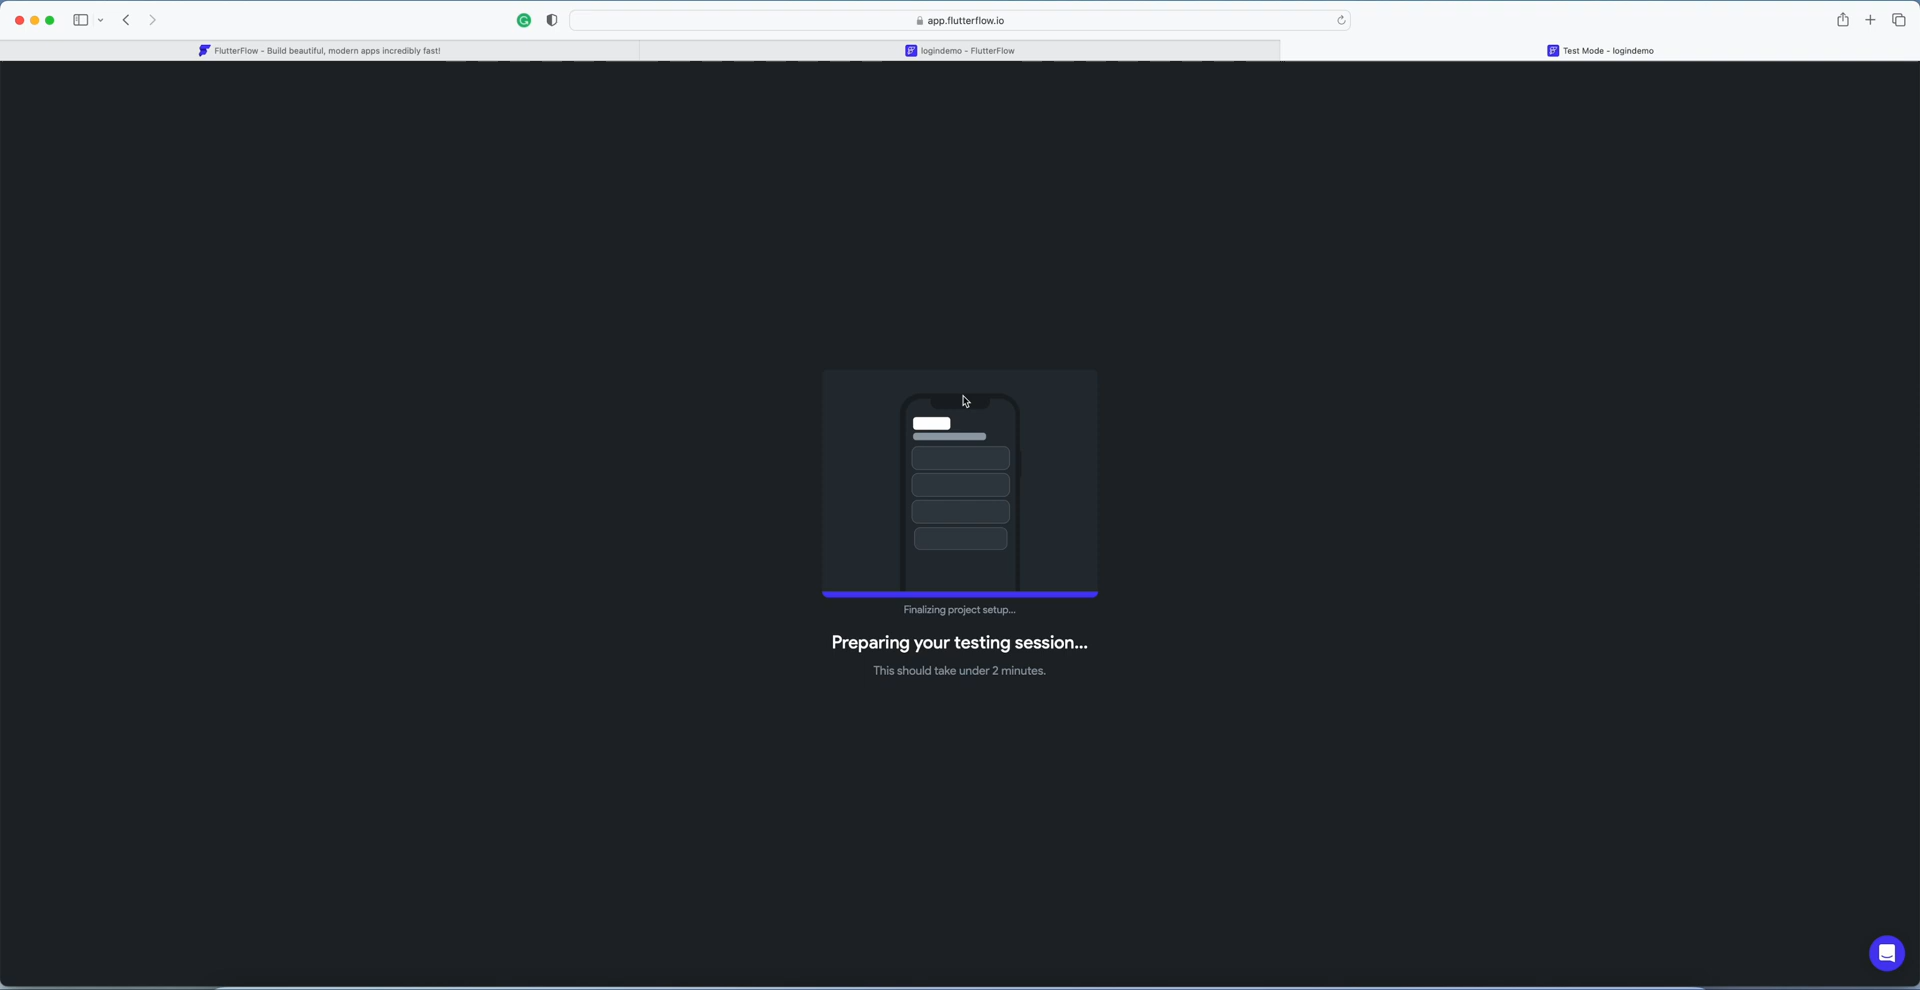 app.flutterflow.io
FlutterFlow - Build beautiful, modern apps incredibly fast!
logindemo - FlutterFlow
Test Mode - logindemo
Finalizing project setup...
Preparing your testing session...
This should take under 2 minutes.